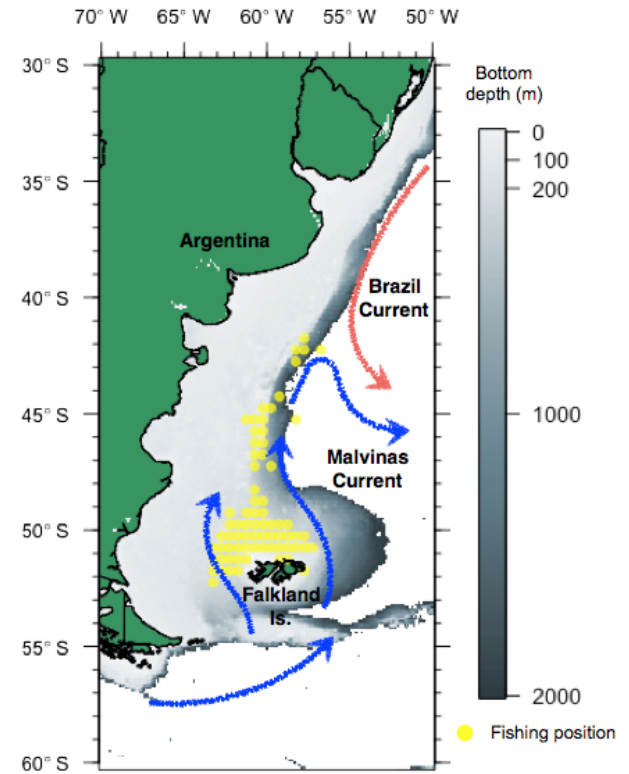 70° W 65° W 60° W 55° W 50° W
30° S
35° S
40° S
45° S
50° S
55° S
60° S
Argentina
Brazil
Current
Malvinas
Current
Falkland
Is.
Bottom
depth (m)
0
100
200
1000
2000
Fishing position